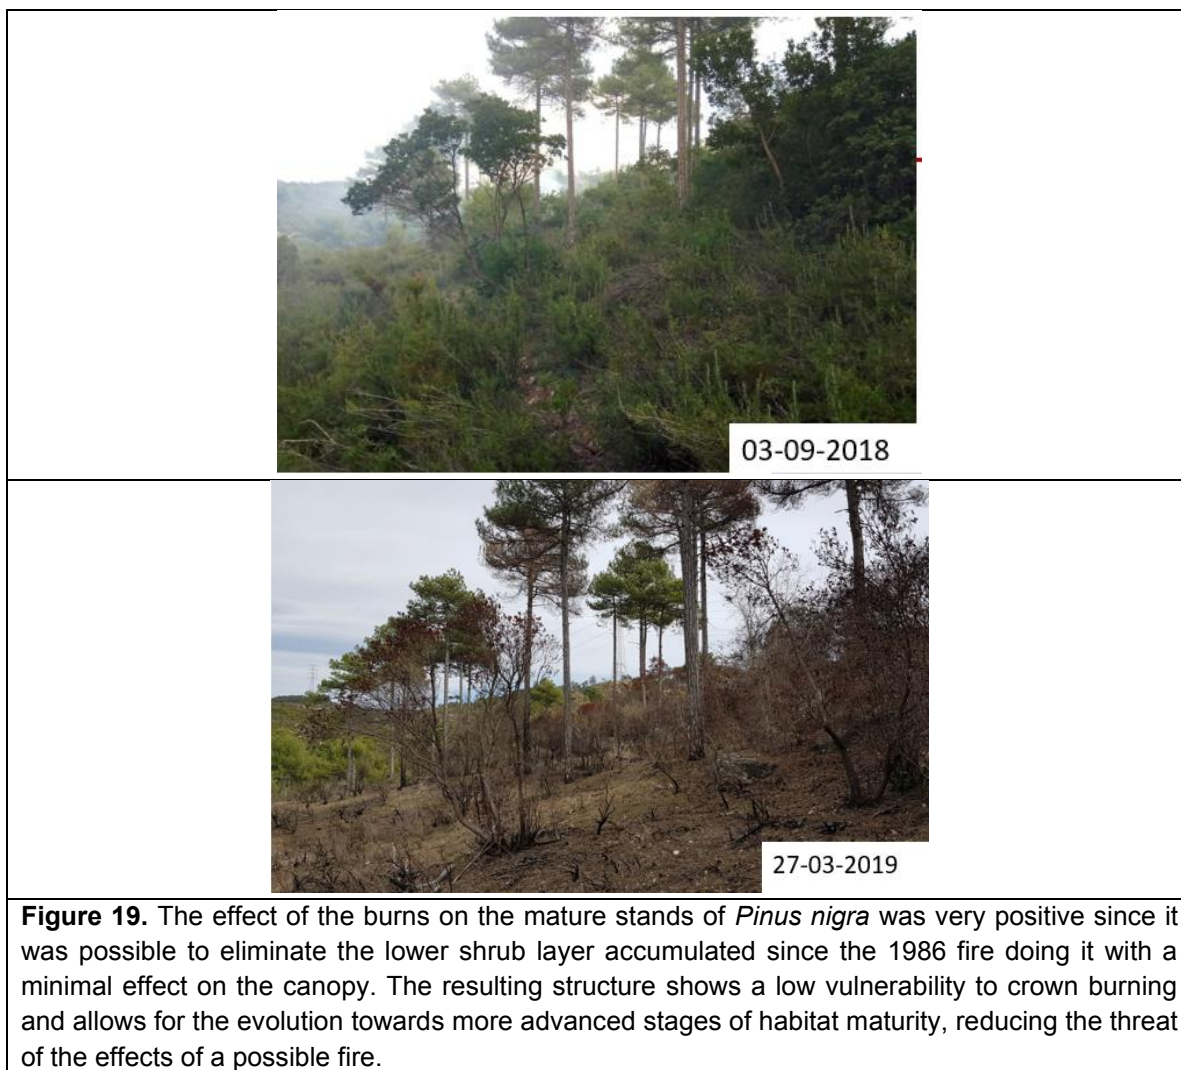 03-09-2018
27-03-2019
Figure 19. The effect of the burns on the mature stands of Pinus nigra was very positive since it
was possible to eliminate the lower shrub layer accumulated since the 1986 fire doing it with a
minimal effect on the canopy. The resulting structure shows a low vulnerability to crown burning
and allows for the evolution towards more advanced stages of habitat maturity, reducing the threat
of the effects of a possible fire.